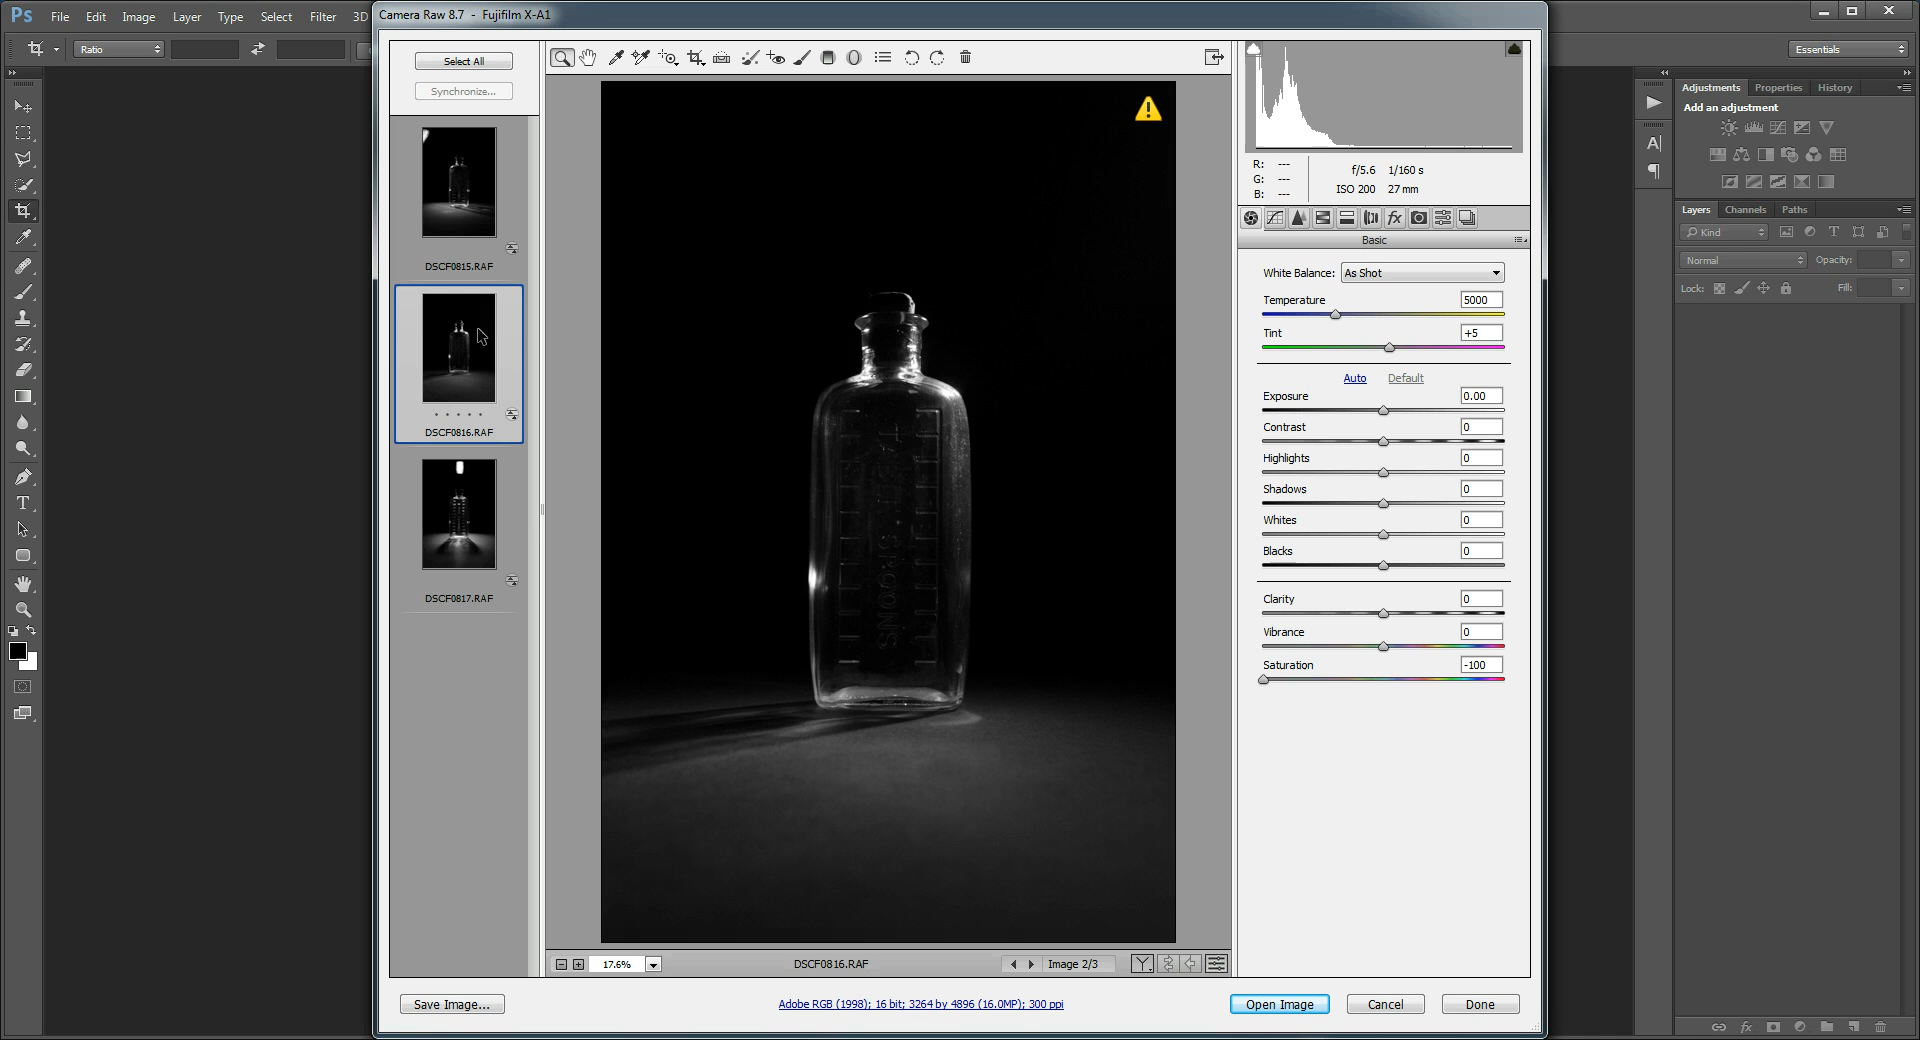 Ps File Edit Image Layer Type Select Filter 3D
Camera Raw 8.7 - Fujifilm X-A1
Ratio
Essentials
Select All
Synchronize...
DSCF0815.RAF
DSCF0816.RAF
DSCF0817.RAF
TABLE SPOONS
R: ---
G: ---
B: ---
f/5.6 1/160 s
ISO 200 27 mm
Basic
White Balance: As Shot
Temperature 5000
Tint +5
Auto Default
Exposure 0.00
Contrast 0
Highlights 0
Shadows 0
Whites 0
Blacks 0
Clarity 0
Vibrance 0
Saturation -100
17.6%
DSCF0816.RAF
Image 2/3
Save Image...
Adobe RGB (1998); 16 bit; 3264 by 4896 (16.0MP); 300 ppi
Open Image Cancel Done
Adjustments Properties History
Add an adjustment
Layers Channels Paths
Kind
Normal Opacity:
Lock: Fill: